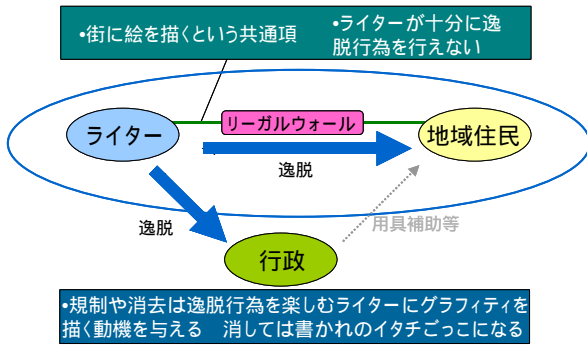 •街に絵を描くという共通項
•ライターが十分に逸
脱行為を行えない
ライター
リーガルウォール
地域住民
逸脱
逸脱
用具補助等
行政
•規制や消去は逸脱行為を楽しむライターにグラフィティを
描く動機を与える　消しては書かれのイタチごっこになる